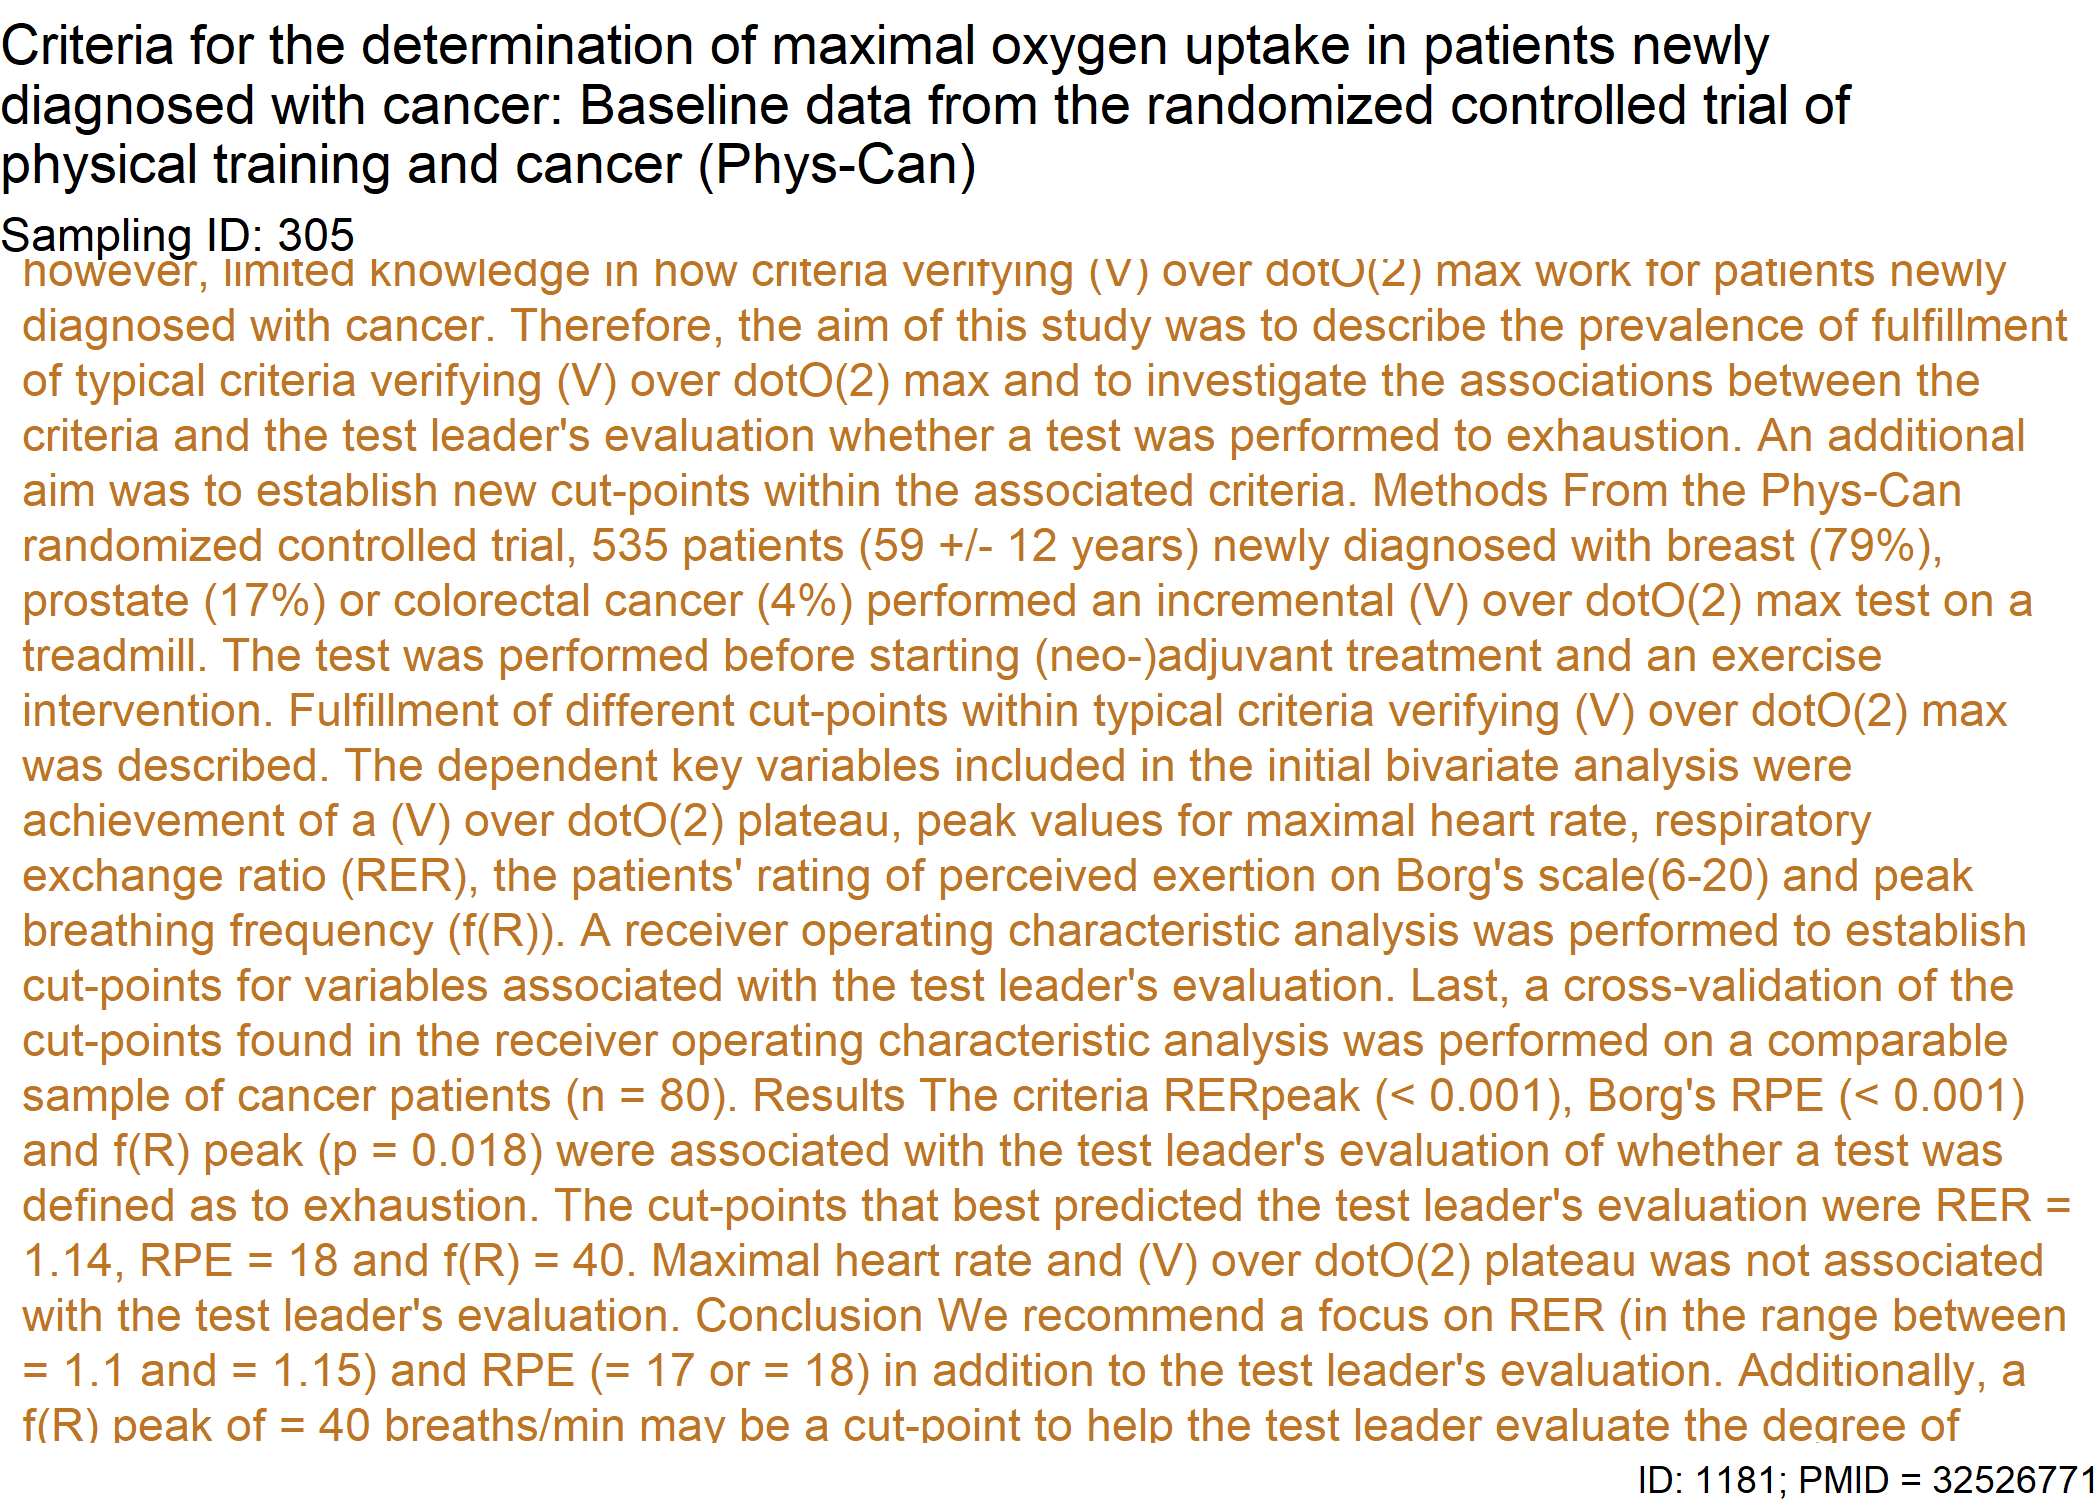 Criteria for the determination of maximal oxygen uptake in patients newly
diagnosed with cancer: Baseline data from the randomized controlled trial of
physical training and cancer (Phys-Can)
Sampling ID: 305
however, limited knowledge in how criteria verifying (V) over dotO(2) max work for patients newly
diagnosed with cancer. Therefore, the aim of this study was to describe the prevalence of fulfillment
of typical criteria verifying (V) over dotO(2) max and to investigate the associations between the
criteria and the test leader's evaluation whether a test was performed to exhaustion. An additional
aim was to establish new cut-points within the associated criteria. Methods From the Phys-Can
randomized controlled trial, 535 patients (59 +/- 12 years) newly diagnosed with breast (79%),
prostate (17%) or colorectal cancer (4%) performed an incremental (V) over dotO(2) max test on a
treadmill. The test was performed before starting (neo-)adjuvant treatment and an exercise
intervention. Fulfillment of different cut-points within typical criteria verifying (V) over dotO(2) max
was described. The dependent key variables included in the initial bivariate analysis were
achievement of a (V) over dotO(2) plateau, peak values for maximal heart rate, respiratory
exchange ratio (RER), the patients' rating of perceived exertion on Borg's scale(6-20) and peak
breathing frequency (f(R)). A receiver operating characteristic analysis was performed to establish
cut-points for variables associated with the test leader's evaluation. Last, a cross-validation of the
cut-points found in the receiver operating characteristic analysis was performed on a comparable
sample of cancer patients (n = 80). Results The criteria RERpeak (< 0.001), Borg's RPE (< 0.001)
and f(R) peak (p = 0.018) were associated with the test leader's evaluation of whether a test was
defined as to exhaustion. The cut-points that best predicted the test leader's evaluation were RER =
1.14, RPE = 18 and f(R) = 40. Maximal heart rate and (V) over dotO(2) plateau was not associated
with the test leader's evaluation. Conclusion We recommend a focus on RER (in the range between
= 1.1 and = 1.15) and RPE (= 17 or = 18) in addition to the test leader's evaluation. Additionally, a
f(R) peak of = 40 breaths/min may be a cut-point to help the test leader evaluate the degree of
ID: 1181; PMID = 32526771